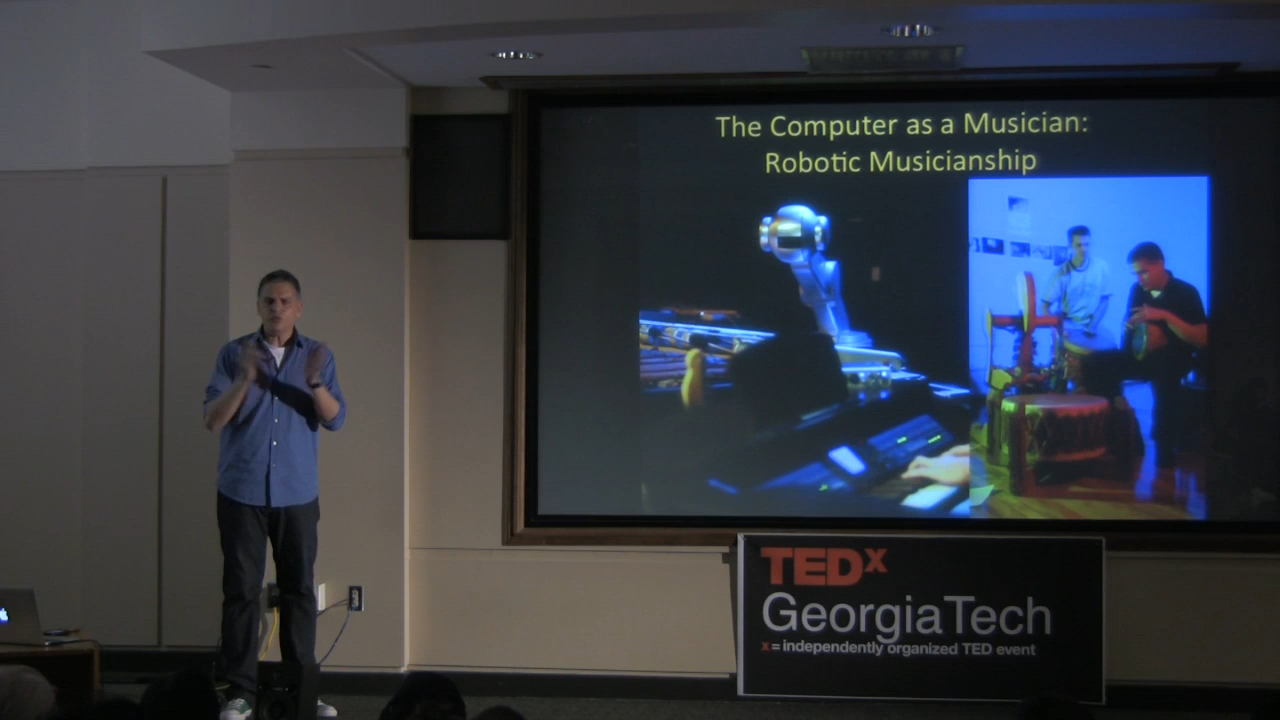 The Computer as a Musician:
Robotic Musicianship
TEDx
GeorgiaTech
x = independently organized TED event